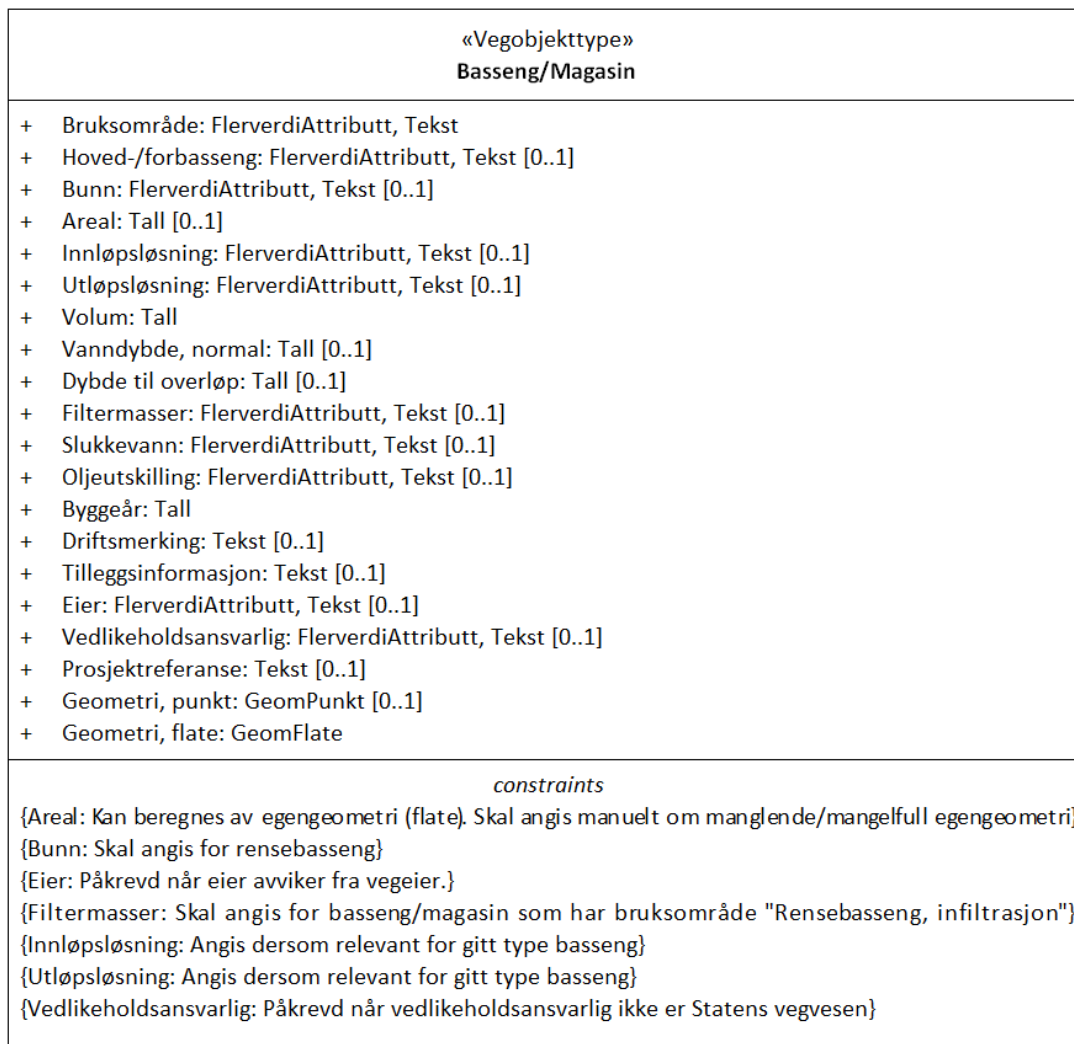 «Vegobjekttype»
Basseng/Magasin
+ Bruksområde: FlerverdiAttributt, Tekst
+ Hoved-/forbasseng: FlerverdiAttributt, Tekst [0..1]
+ Bunn: FlerverdiAttributt, Tekst [0..1]
+ Areal: Tall [0..1]
+ Innløpsløsning: FlerverdiAttributt, Tekst [0..1]
+ Utløpsløsning: FlerverdiAttributt, Tekst [0..1]
+ Volum: Tall
+ Vanndybde, normal: Tall [0..1]
+ Dybde til overløp: Tall [0..1]
+ Filtermasser: FlerverdiAttributt, Tekst [0..1]
+ Slukkevann: FlerverdiAttributt, Tekst [0..1]
+ Oljeutskilling: FlerverdiAttributt, Tekst [0..1]
+ Byggeår: Tall
+ Driftsmerking: Tekst [0..1]
+ Tilleggsinformasjon: Tekst [0..1]
+ Eier: FlerverdiAttributt, Tekst [0..1]
+ Vedlikeholdsansvarlig: FlerverdiAttributt, Tekst [0..1]
+ Prosjektreferanse: Tekst [0..1]
+ Geometri, punkt: GeomPunkt [0..1]
+ Geometri, flate: GeomFlate
constraints
{Areal: Kan beregnes av egengeometri (flate). Skal angis manuelt om manglende/mangelfull egengeometri}
{Bunn: Skal angis for rensebasseng}
{Eier: Påkrevd når eier avviker fra vegeier.}
{Filtermasser: Skal angis for basseng/magasin som har bruksområde "Rensebasseng, infiltrasjon"}
{Innløpsløsning: Angis dersom relevant for gitt type basseng}
{Utløpsløsning: Angis dersom relevant for gitt type basseng}
{Vedlikeholdsansvarlig: Påkrevd når vedlikeholdsansvarlig ikke er Statens vegvesen}